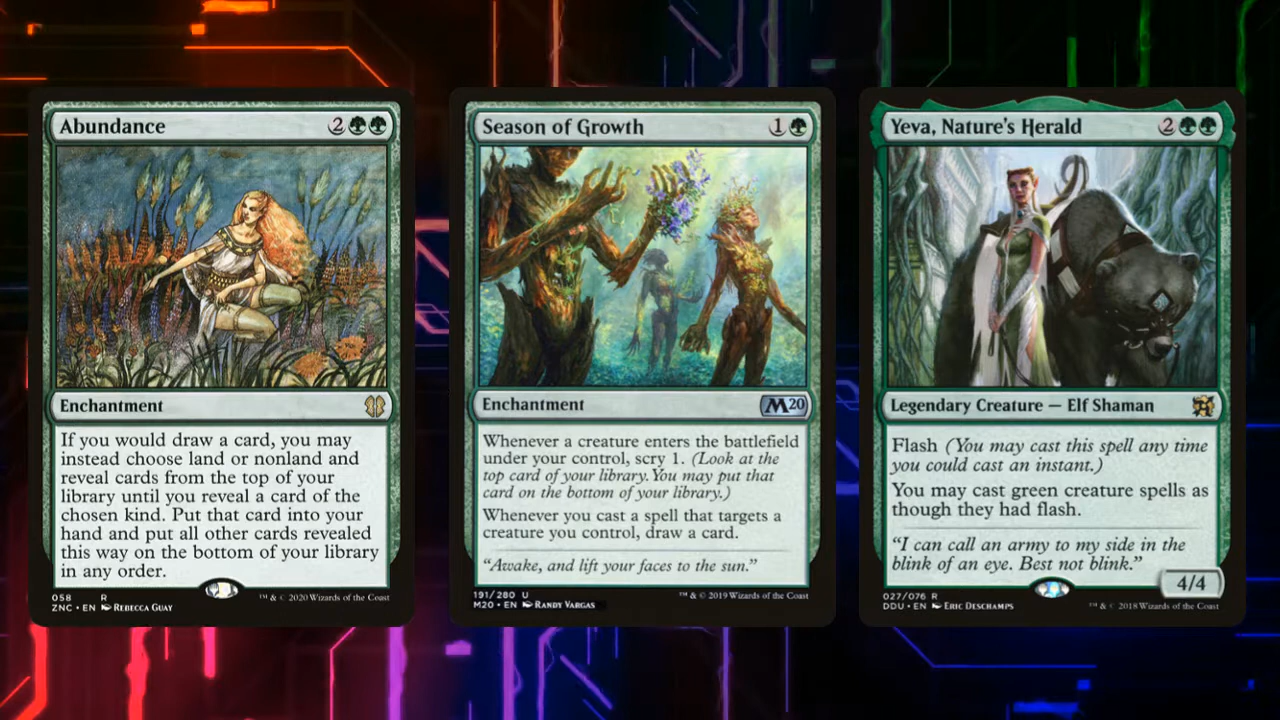 Abundance 2
Enchantment
If you would draw a card, you may
instead choose land or nonland and
reveal cards from the top of your
library until you reveal a card of the
chosen kind. Put that card into your
hand and put all other cards revealed
this way on the bottom of your library
in any order.
058 R
ZNC • EN Rebecca Guay
™ & © 2020 Wizards of the Coast
Season of Growth 1
Enchantment M20
Whenever a creature enters the battlefield
under your control, scry 1. (Look at the
top card of your library. You may put that
card on the bottom of your library.)
Whenever you cast a spell that targets a
creature you control, draw a card.
“Awake, and lift your faces to the sun.”
191/280 U
M20 • EN Randy Vargas
™ & © 2019 Wizards of the Coast
Yeva, Nature's Herald 2
Legendary Creature — Elf Shaman
Flash (You may cast this spell any time
you could cast an instant.)
You may cast green creature spells as
though they had flash.
“I can call an army to my side in the
blink of an eye. Best not blink.”
4/4
027/076 R
DDU • EN Eric Deschamps
™ & © 2018 Wizards of the Coast